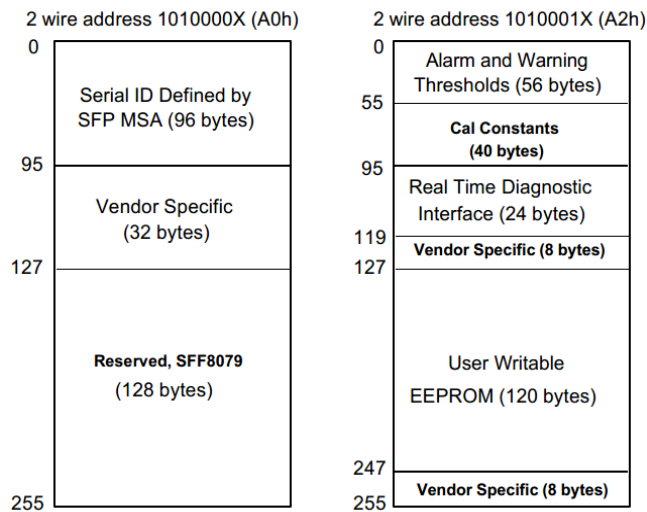 2 wire address 1010000X (A0h)
0
Serial ID Defined by
SFP MSA (96 bytes)
95
Vendor Specific
(32 bytes)
127
Reserved, SFF8079
(128 bytes)
255
2 wire address 1010001X (A2h)
0
Alarm and Warning
Thresholds (56 bytes)
55
Cal Constants
(40 bytes)
95
Real Time Diagnostic
Interface (24 bytes)
119
Vendor Specific (8 bytes)
127
User Writable
EEPROM (120 bytes)
247
Vendor Specific (8 bytes)
255